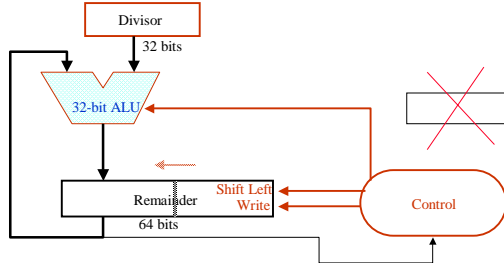 Divisor
32 bits
32-bit ALU
Shift Left
Remainder
Write
Control
64 bits